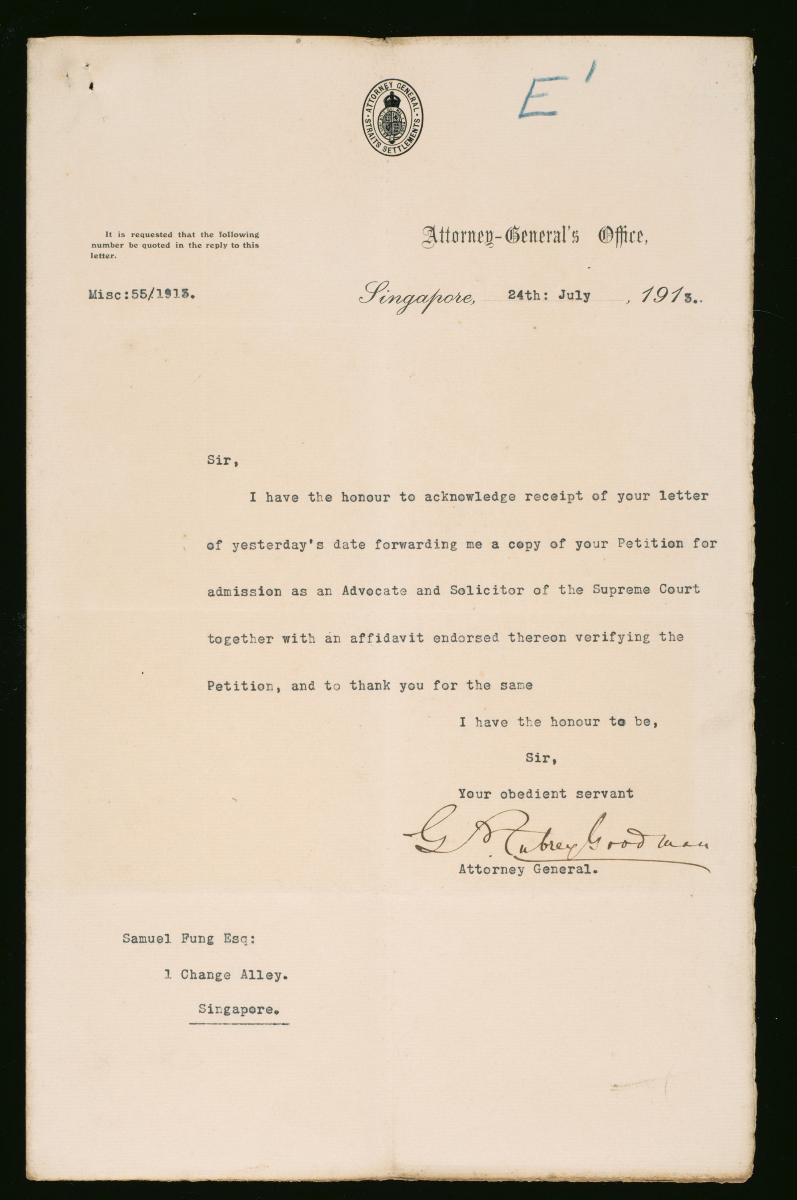 E'
ATTORNEY GENERAL
STRAITS SETTLEMENTS
It is requested that the following
number be quoted in the reply to this
letter.
Attorney-General's Office,
Misc:55/1913.
Singapore, 24th: July , 1913.
Sir,
I have the honour to acknowledge receipt of your letter
of yesterday's date forwarding me a copy of your Petition for
admission as an Advocate and Solicitor of the Supreme Court
together with an affidavit endorsed thereon verifying the
Petition, and to thank you for the same
I have the honour to be,
Sir,
Your obedient servant
G Aubrey Goodman
Attorney General.
Samuel Fung Esq:
1 Change Alley.
Singapore.